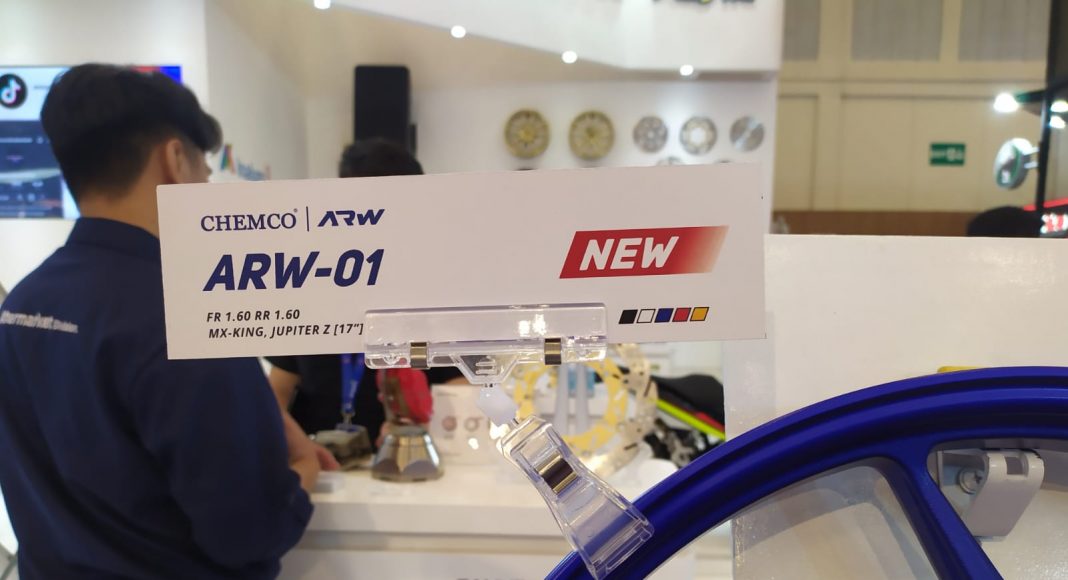 CHEMCO® | ARW
ARW-01
NEW
FR 1.60 RR 1.60
MX-KING, JUPITER Z [17"]